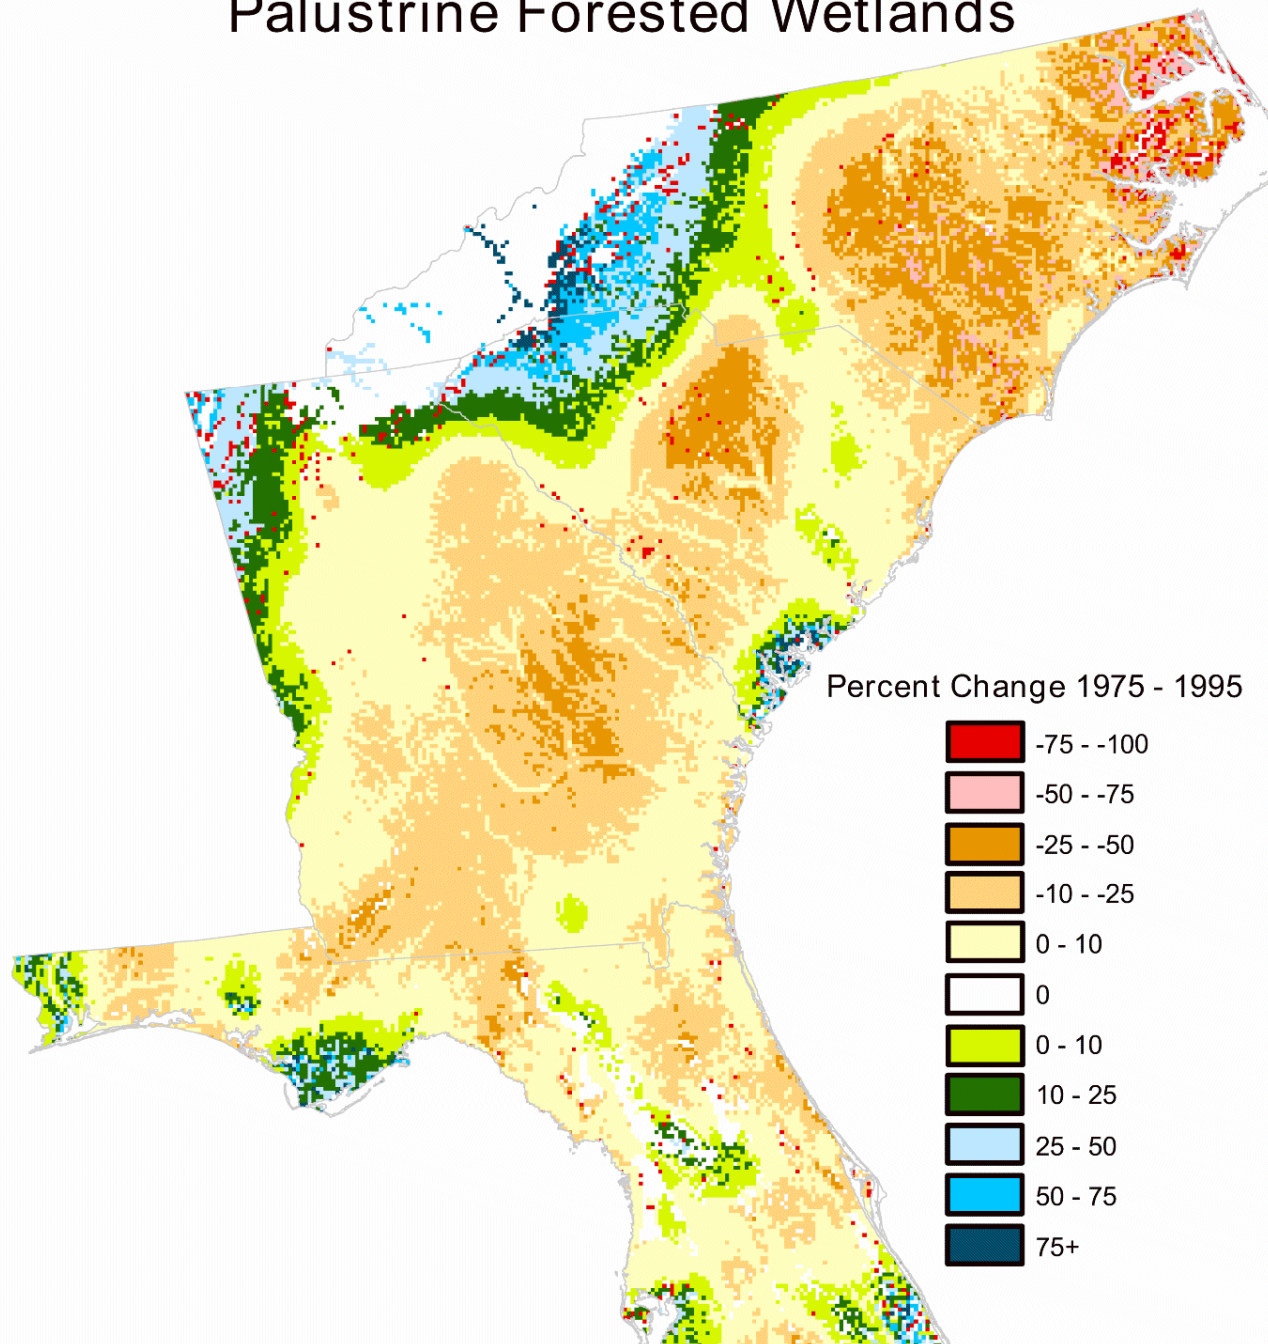 Palustrine Forested Wetlands
Percent Change 1975 - 1995
-75 - -100
-50 - -75
-25 - -50
-10 - -25
0 - 10
0
0 - 10
10 - 25
25 - 50
50 - 75
75+